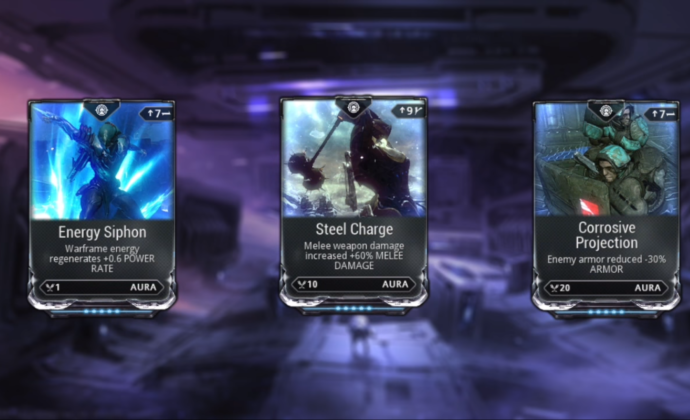 ↑7
Energy Siphon
Warframe energy
regenerates +0.6 POWER
RATE
1 AURA
↑9
Steel Charge
Melee weapon damage
increased +60% MELEE
DAMAGE
10 AURA
↑7
Corrosive
Projection
Enemy armor reduced -30%
ARMOR
20 AURA